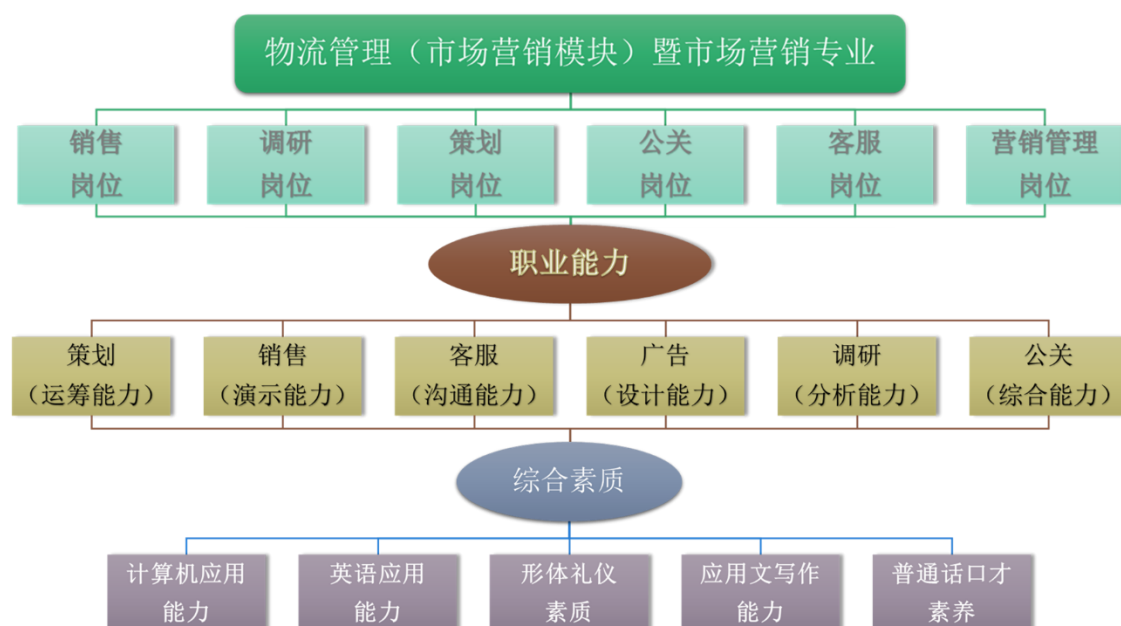 物流管理（市场营销模块）暨市场营销专业
销售
岗位
调研
岗位
策划
岗位
公关
岗位
客服
岗位
营销管理
岗位
职业能力
策划
（运筹能力）
销售
（演示能力）
客服
（沟通能力）
广告
（设计能力）
调研
（分析能力）
公关
（综合能力）
综合素质
计算机应用
能力
英语应用
能力
形体礼仪
素质
应用文写作
能力
普通话口才
素养